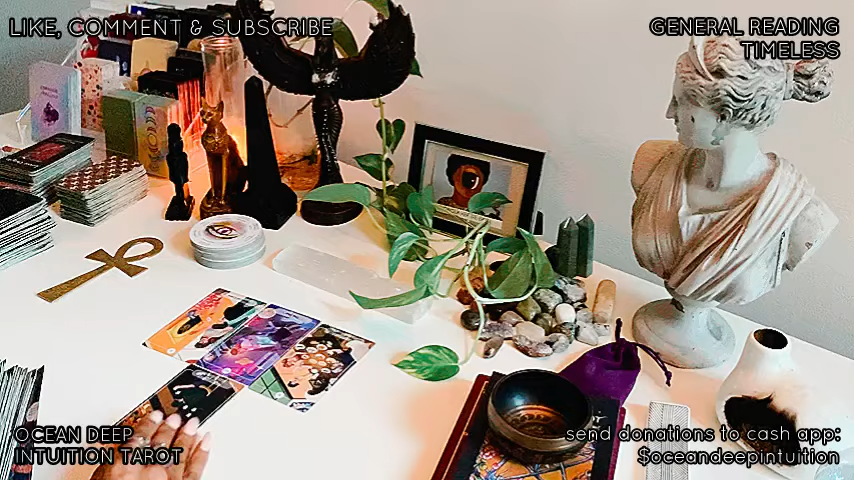 LIKE, COMMENT & SUBSCRIBE
GENERAL READING
TIMELESS
OCEAN DEEP
INTUITION TAROT
send donations to cash app:
$oceandeepintuition